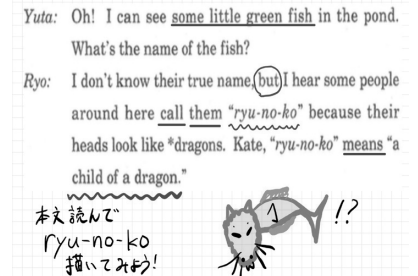 Yuta: Oh! I can see some little green fish in the pond.
What's the name of the fish?
Ryo: I don't know their true name, but I hear some people
around here call them “ryu-no-ko” because their
heads look like *dragons. Kate, “ryu-no-ko” means “a
child of a dragon.”
本文読んで
ryu-no-ko
描いてみよう!
!?